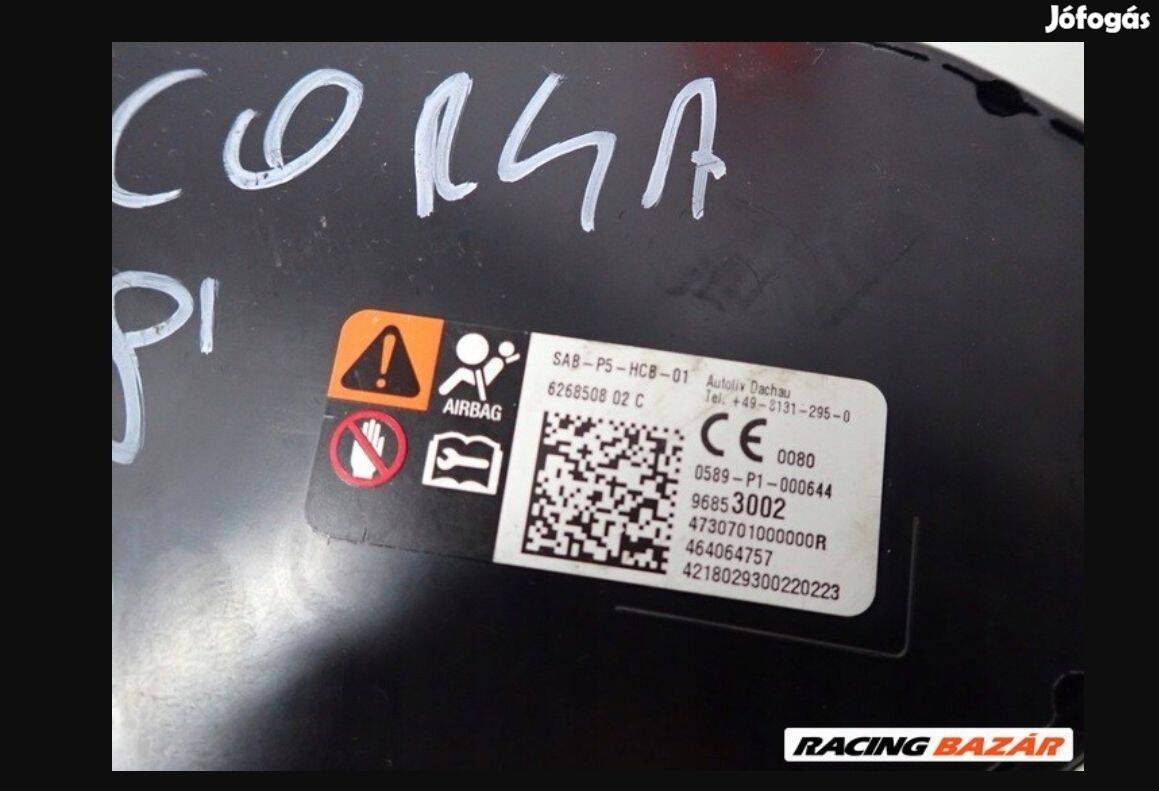 Jófogás
CORSA
AIRBAG
SAB-P5-HCB-01
6268508 02 C
Autoliv Dachau
Tel. +49-8131-295-0
CE 0080
0589-P1-000644
96853002
4730701000000R
464064757
4218029300220223
RACING BAZÁR